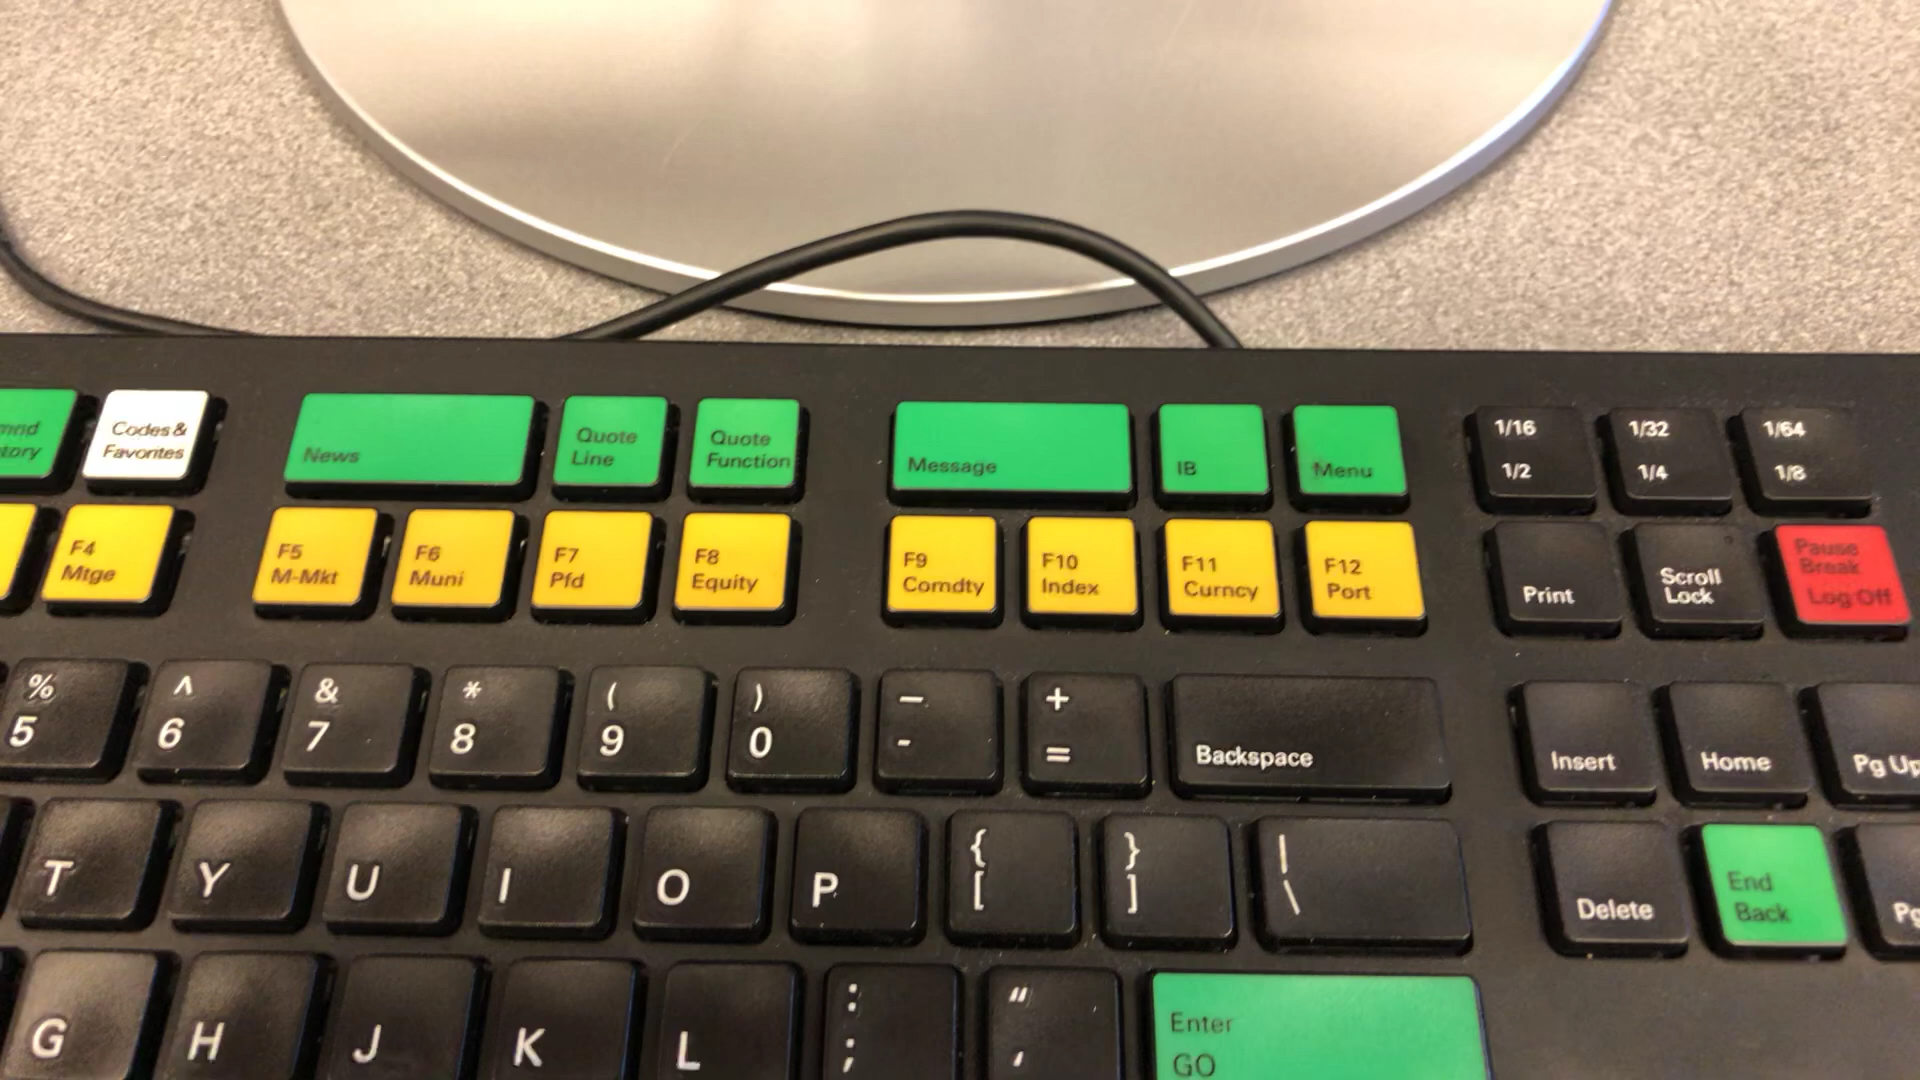 Codes &
Favorites
News
Quote
Line
Quote
Function
Message
IB
Menu
1/16
1/2
1/32
1/4
1/64
1/8
F4
Mtge
F5
M-Mkt
F6
Muni
F7
Pfd
F8
Equity
F9
Comdty
F10
Index
F11
Curncy
F12
Port
Print
Scroll
Lock
Pause
Break
Log Off
%
5
^
6
&
7
*
8
(
9
)
0
—
-
+
=
Backspace
Insert
Home
Pg Up
T
Y
U
I
O
P
{
[
}
]
|
\
Delete
End
Back
Pg
G
H
J
K
L
:
;
"
'
Enter
GO